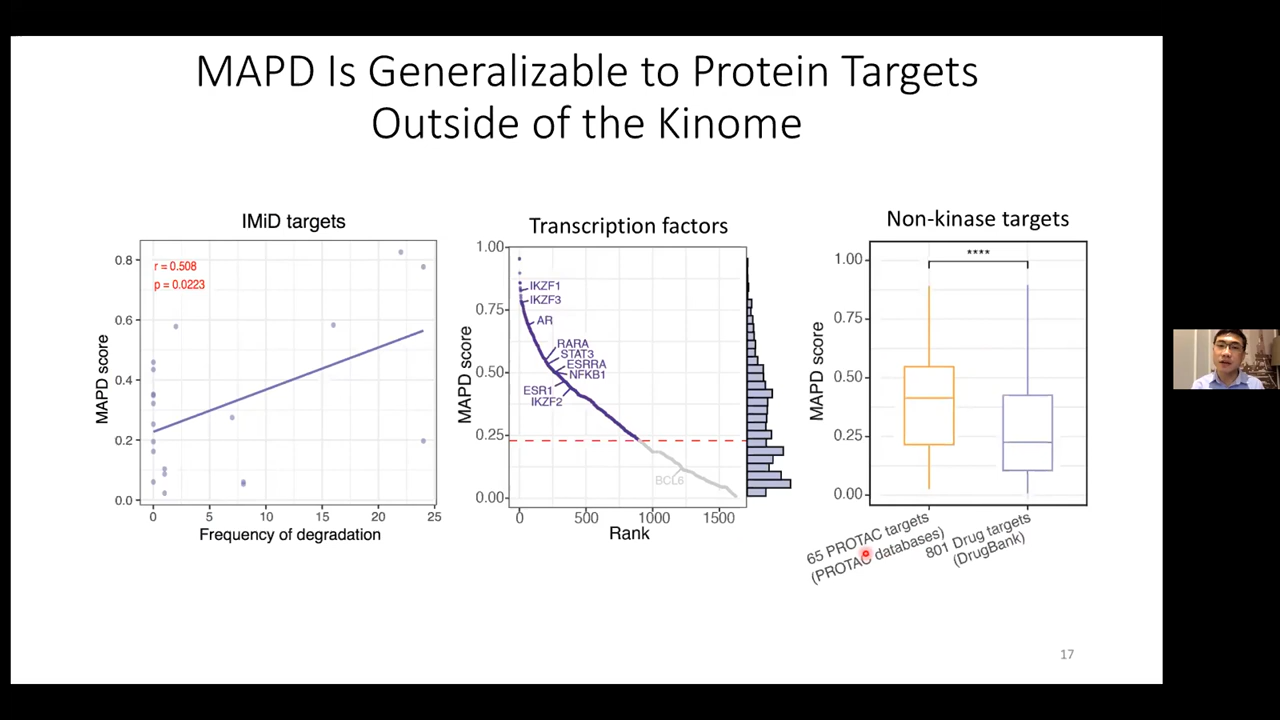 MAPD Is Generalizable to Protein Targets
Outside of the Kinome
IMiD targets
r = 0.508
p = 0.0223
0.8
0.6
0.4
0.2
0.0
MAPD score
0
5
10
15
20
25
Frequency of degradation
Transcription factors
1.00
0.75
0.50
0.25
0.00
MAPD score
IKZF1
IKZF3
AR
RARA
STAT3
ESRRA
NFKB1
ESR1
IKZF2
BCL6
0
500
1000
1500
Rank
Non-kinase targets
****
1.00
0.75
0.50
0.25
0.00
MAPD score
65 PROTAC targets
(PROTAC databases)
801 Drug targets
(DrugBank)
17